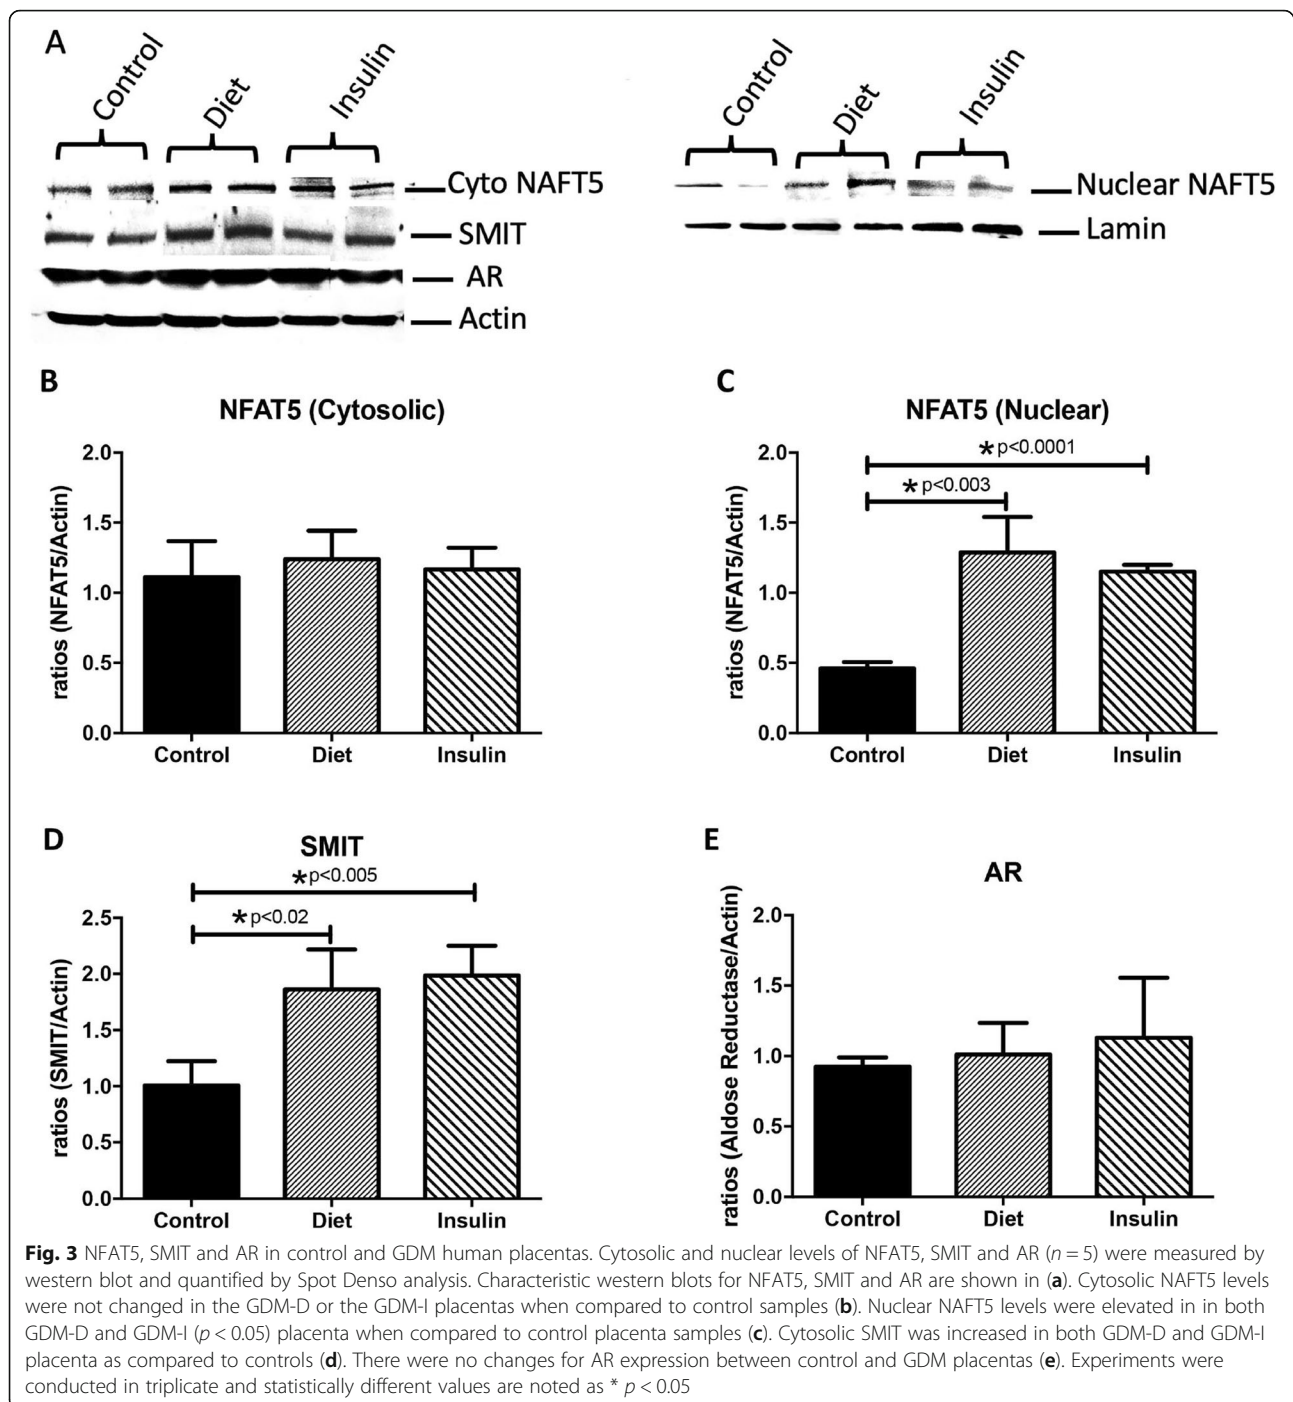 A
Control
Diet
Insulin
Cyto NAFT5
SMIT
AR
Actin
Control
Diet
Insulin
Nuclear NAFT5
Lamin
B
NFAT5 (Cytosolic)
ratios (NFAT5/Actin)
2.0
1.5
1.0
0.5
0.0
Control Diet Insulin
C
NFAT5 (Nuclear)
* p<0.0001
* p<0.003
ratios (NFAT5/Actin)
2.0
1.5
1.0
0.5
0.0
Control Diet Insulin
D
SMIT
* p<0.005
* p<0.02
ratios (SMIT/Actin)
2.5
2.0
1.5
1.0
0.5
0.0
Control Diet Insulin
E
AR
ratios (Aldose Reductase/Actin)
2.0
1.5
1.0
0.5
0.0
Control Diet Insulin
Fig. 3 NFAT5, SMIT and AR in control and GDM human placentas. Cytosolic and nuclear levels of NFAT5, SMIT and AR (n = 5) were measured by
western blot and quantified by Spot Denso analysis. Characteristic western blots for NFAT5, SMIT and AR are shown in (a). Cytosolic NAFT5 levels
were not changed in the GDM-D or the GDM-I placentas when compared to control samples (b). Nuclear NAFT5 levels were elevated in in both
GDM-D and GDM-I (p < 0.05) placenta when compared to control placenta samples (c). Cytosolic SMIT was increased in both GDM-D and GDM-I
placenta as compared to controls (d). There were no changes for AR expression between control and GDM placentas (e). Experiments were
conducted in triplicate and statistically different values are noted as * p < 0.05